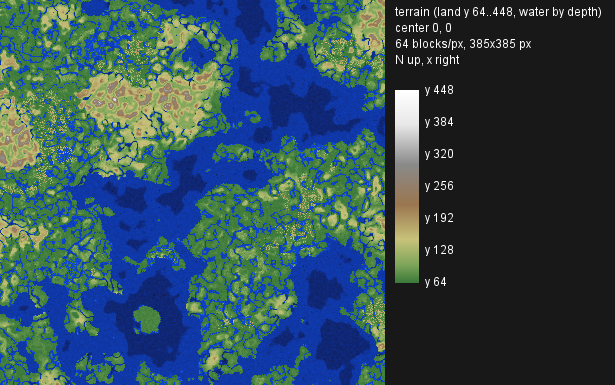 terrain (land y 64..448, water by depth)
center 0, 0
64 blocks/px, 385x385 px
N up, x right
y 448
y 384
y 320
y 256
y 192
y 128
y 64